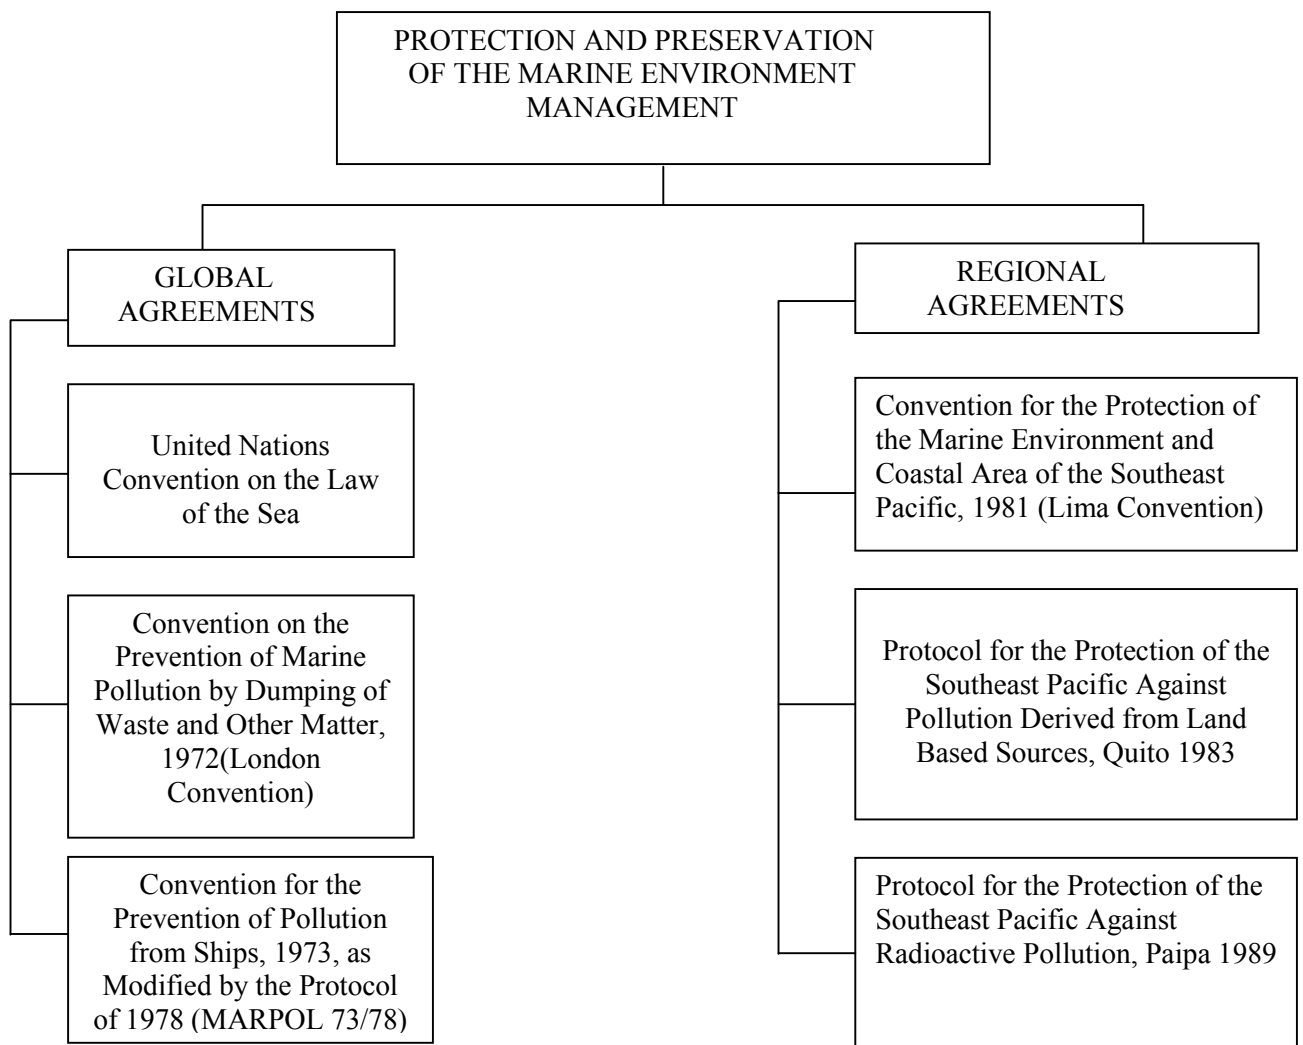 PROTECTION AND PRESERVATION
OF THE MARINE ENVIRONMENT
MANAGEMENT
GLOBAL
AGREEMENTS
United Nations
Convention on the Law
of the Sea
Convention on the
Prevention of Marine
Pollution by Dumping of
Waste and Other Matter,
1972(London
Convention)
Convention for the
Prevention of Pollution
from Ships, 1973, as
Modified by the Protocol
of 1978 (MARPOL 73/78)
REGIONAL
AGREEMENTS
Convention for the Protection of
the Marine Environment and
Coastal Area of the Southeast
Pacific, 1981 (Lima Convention)
Protocol for the Protection of the
Southeast Pacific Against
Pollution Derived from Land
Based Sources, Quito 1983
Protocol for the Protection of the
Southeast Pacific Against
Radioactive Pollution, Paipa 1989